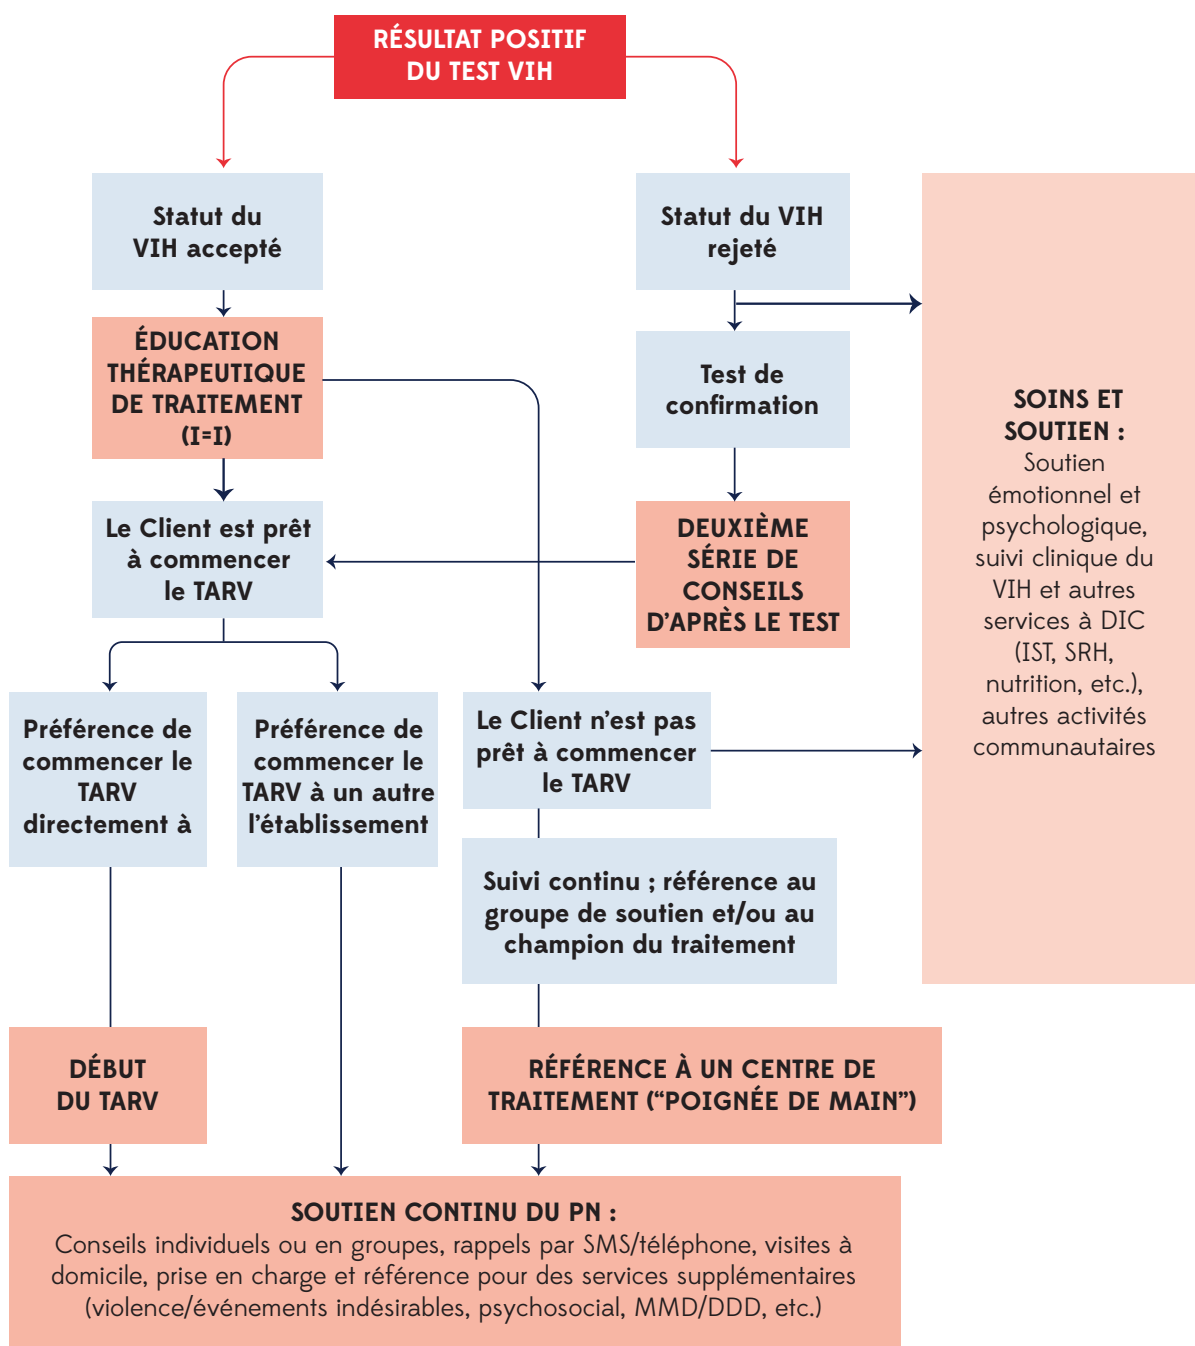 RÉSULTAT POSITIF
DU TEST VIH
Statut du
VIH accepté
Statut du VIH
rejeté
ÉDUCATION
THÉRAPEUTIQUE
DE TRAITEMENT
(I=I)
Test de
confirmation
SOINS ET
SOUTIEN :
Soutien
émotionnel et
psychologique,
suivi clinique du
VIH et autres
services à DIC
(IST, SRH,
nutrition, etc.),
autres activités
communautaires
Le Client est prêt
à commencer
le TARV
DEUXIÈME
SÉRIE DE
CONSEILS
D’APRÈS LE TEST
Préférence de
commencer le
TARV
directement à
Préférence de
commencer le
TARV à un autre
l’établissement
Le Client n’est pas
prêt à commencer
le TARV
Suivi continu ; référence au
groupe de soutien et/ou au
champion du traitement
DÉBUT
DU TARV
RÉFÉRENCE À UN CENTRE DE
TRAITEMENT (“POIGNÉE DE MAIN”)
SOUTIEN CONTINU DU PN :
Conseils individuels ou en groupes, rappels par SMS/téléphone, visites à
domicile, prise en charge et référence pour des services supplémentaires
(violence/événements indésirables, psychosocial, MMD/DDD, etc.)